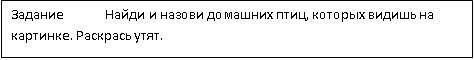 Задание Найди и назови домашних птиц, которых видишь на
картинке. Раскрась утят.